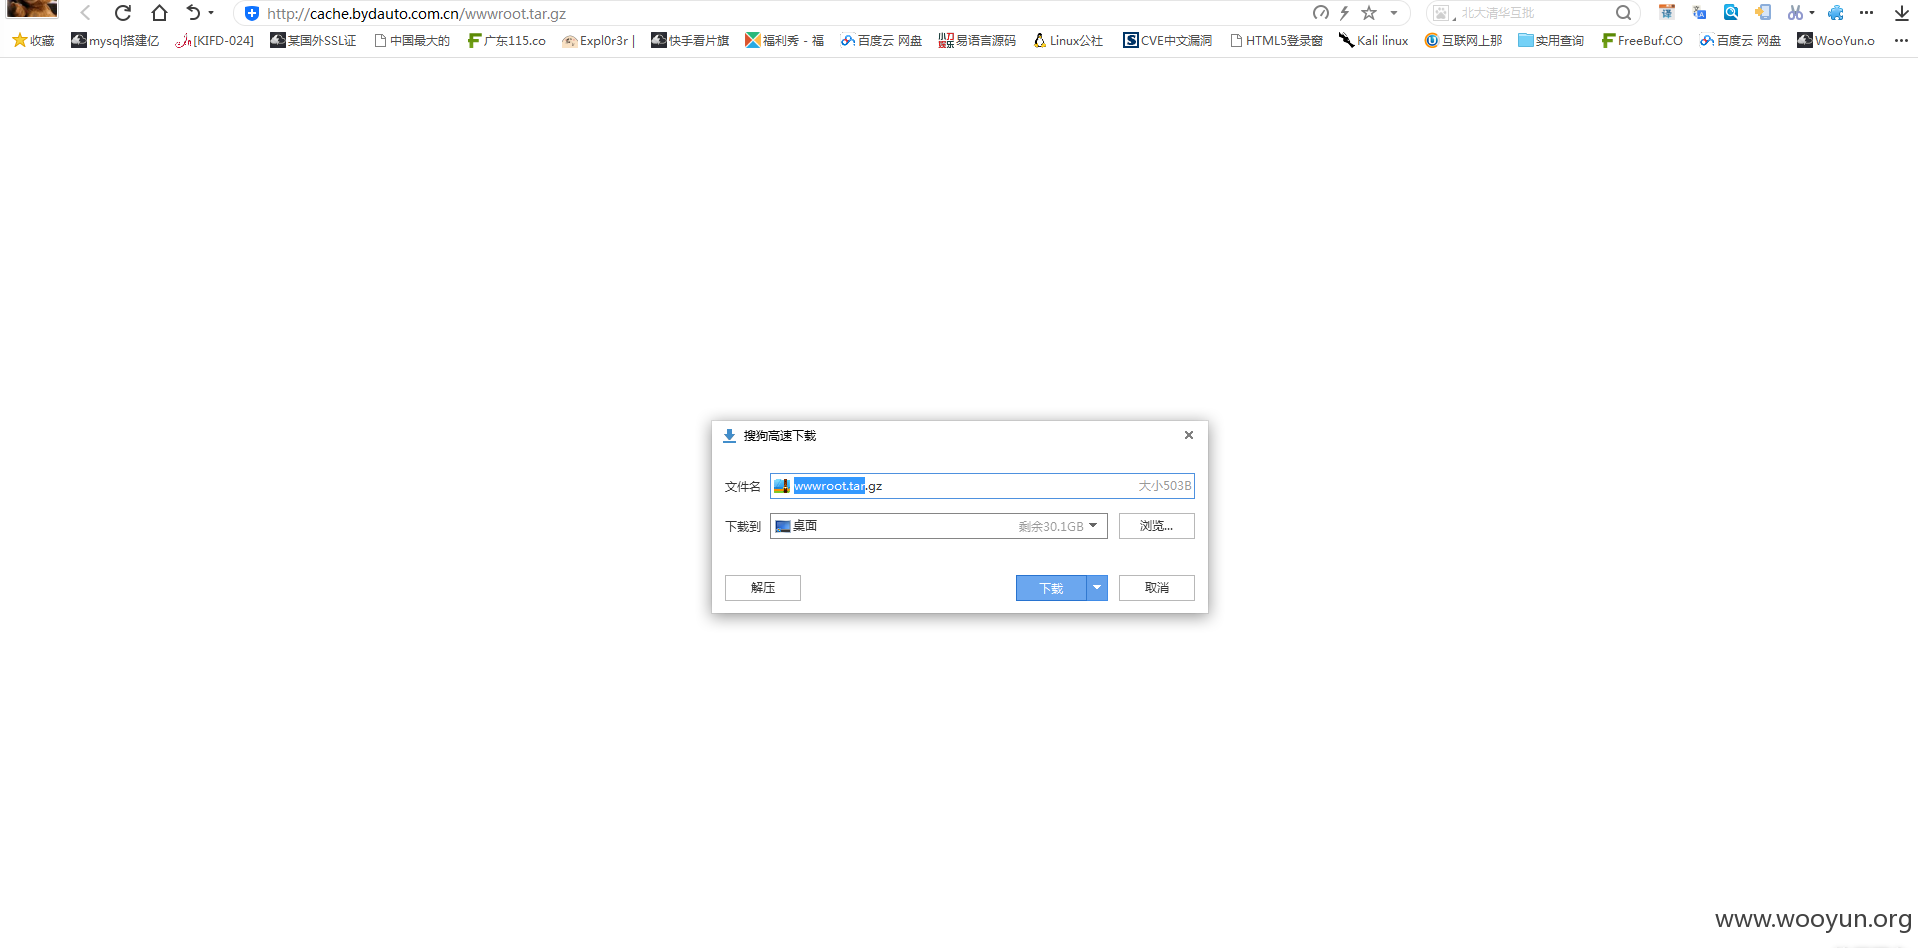 http://cache.bydauto.com.cn/wwwroot.tar.gz 北大清华互批
收藏 mysql搭建亿 [KIFD-024] 某国外SSL证 中国最大的 广东115.co Expl0r3r | 快手看片旗 福利秀 - 福 百度云 网盘 易语言源码 Linux公社 CVE中文漏洞 HTML5登录窗 Kali linux 互联网上那 实用查询 FreeBuf.CO 百度云 网盘 WooYun.o
搜狗高速下载
文件名 wwwroot.tar.gz 大小503B
下载到 桌面 剩余30.1GB 浏览...
解压 下载 取消
www.wooyun.org